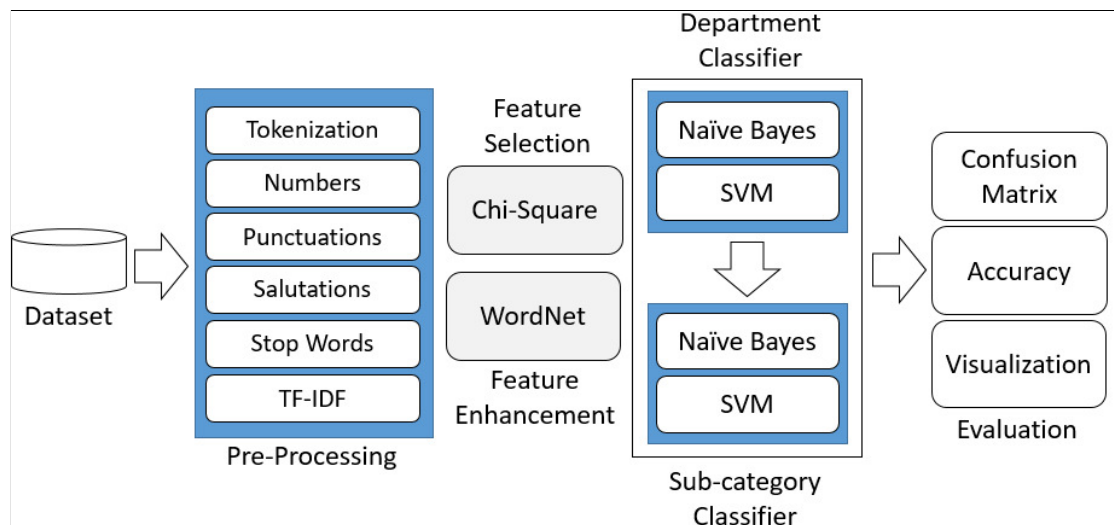 Dataset
Tokenization
Numbers
Punctuations
Salutations
Stop Words
TF-IDF
Pre-Processing
Feature
Selection
Chi-Square
WordNet
Feature
Enhancement
Department
Classifier
Naïve Bayes
SVM
Naïve Bayes
SVM
Sub-category
Classifier
Confusion
Matrix
Accuracy
Visualization
Evaluation